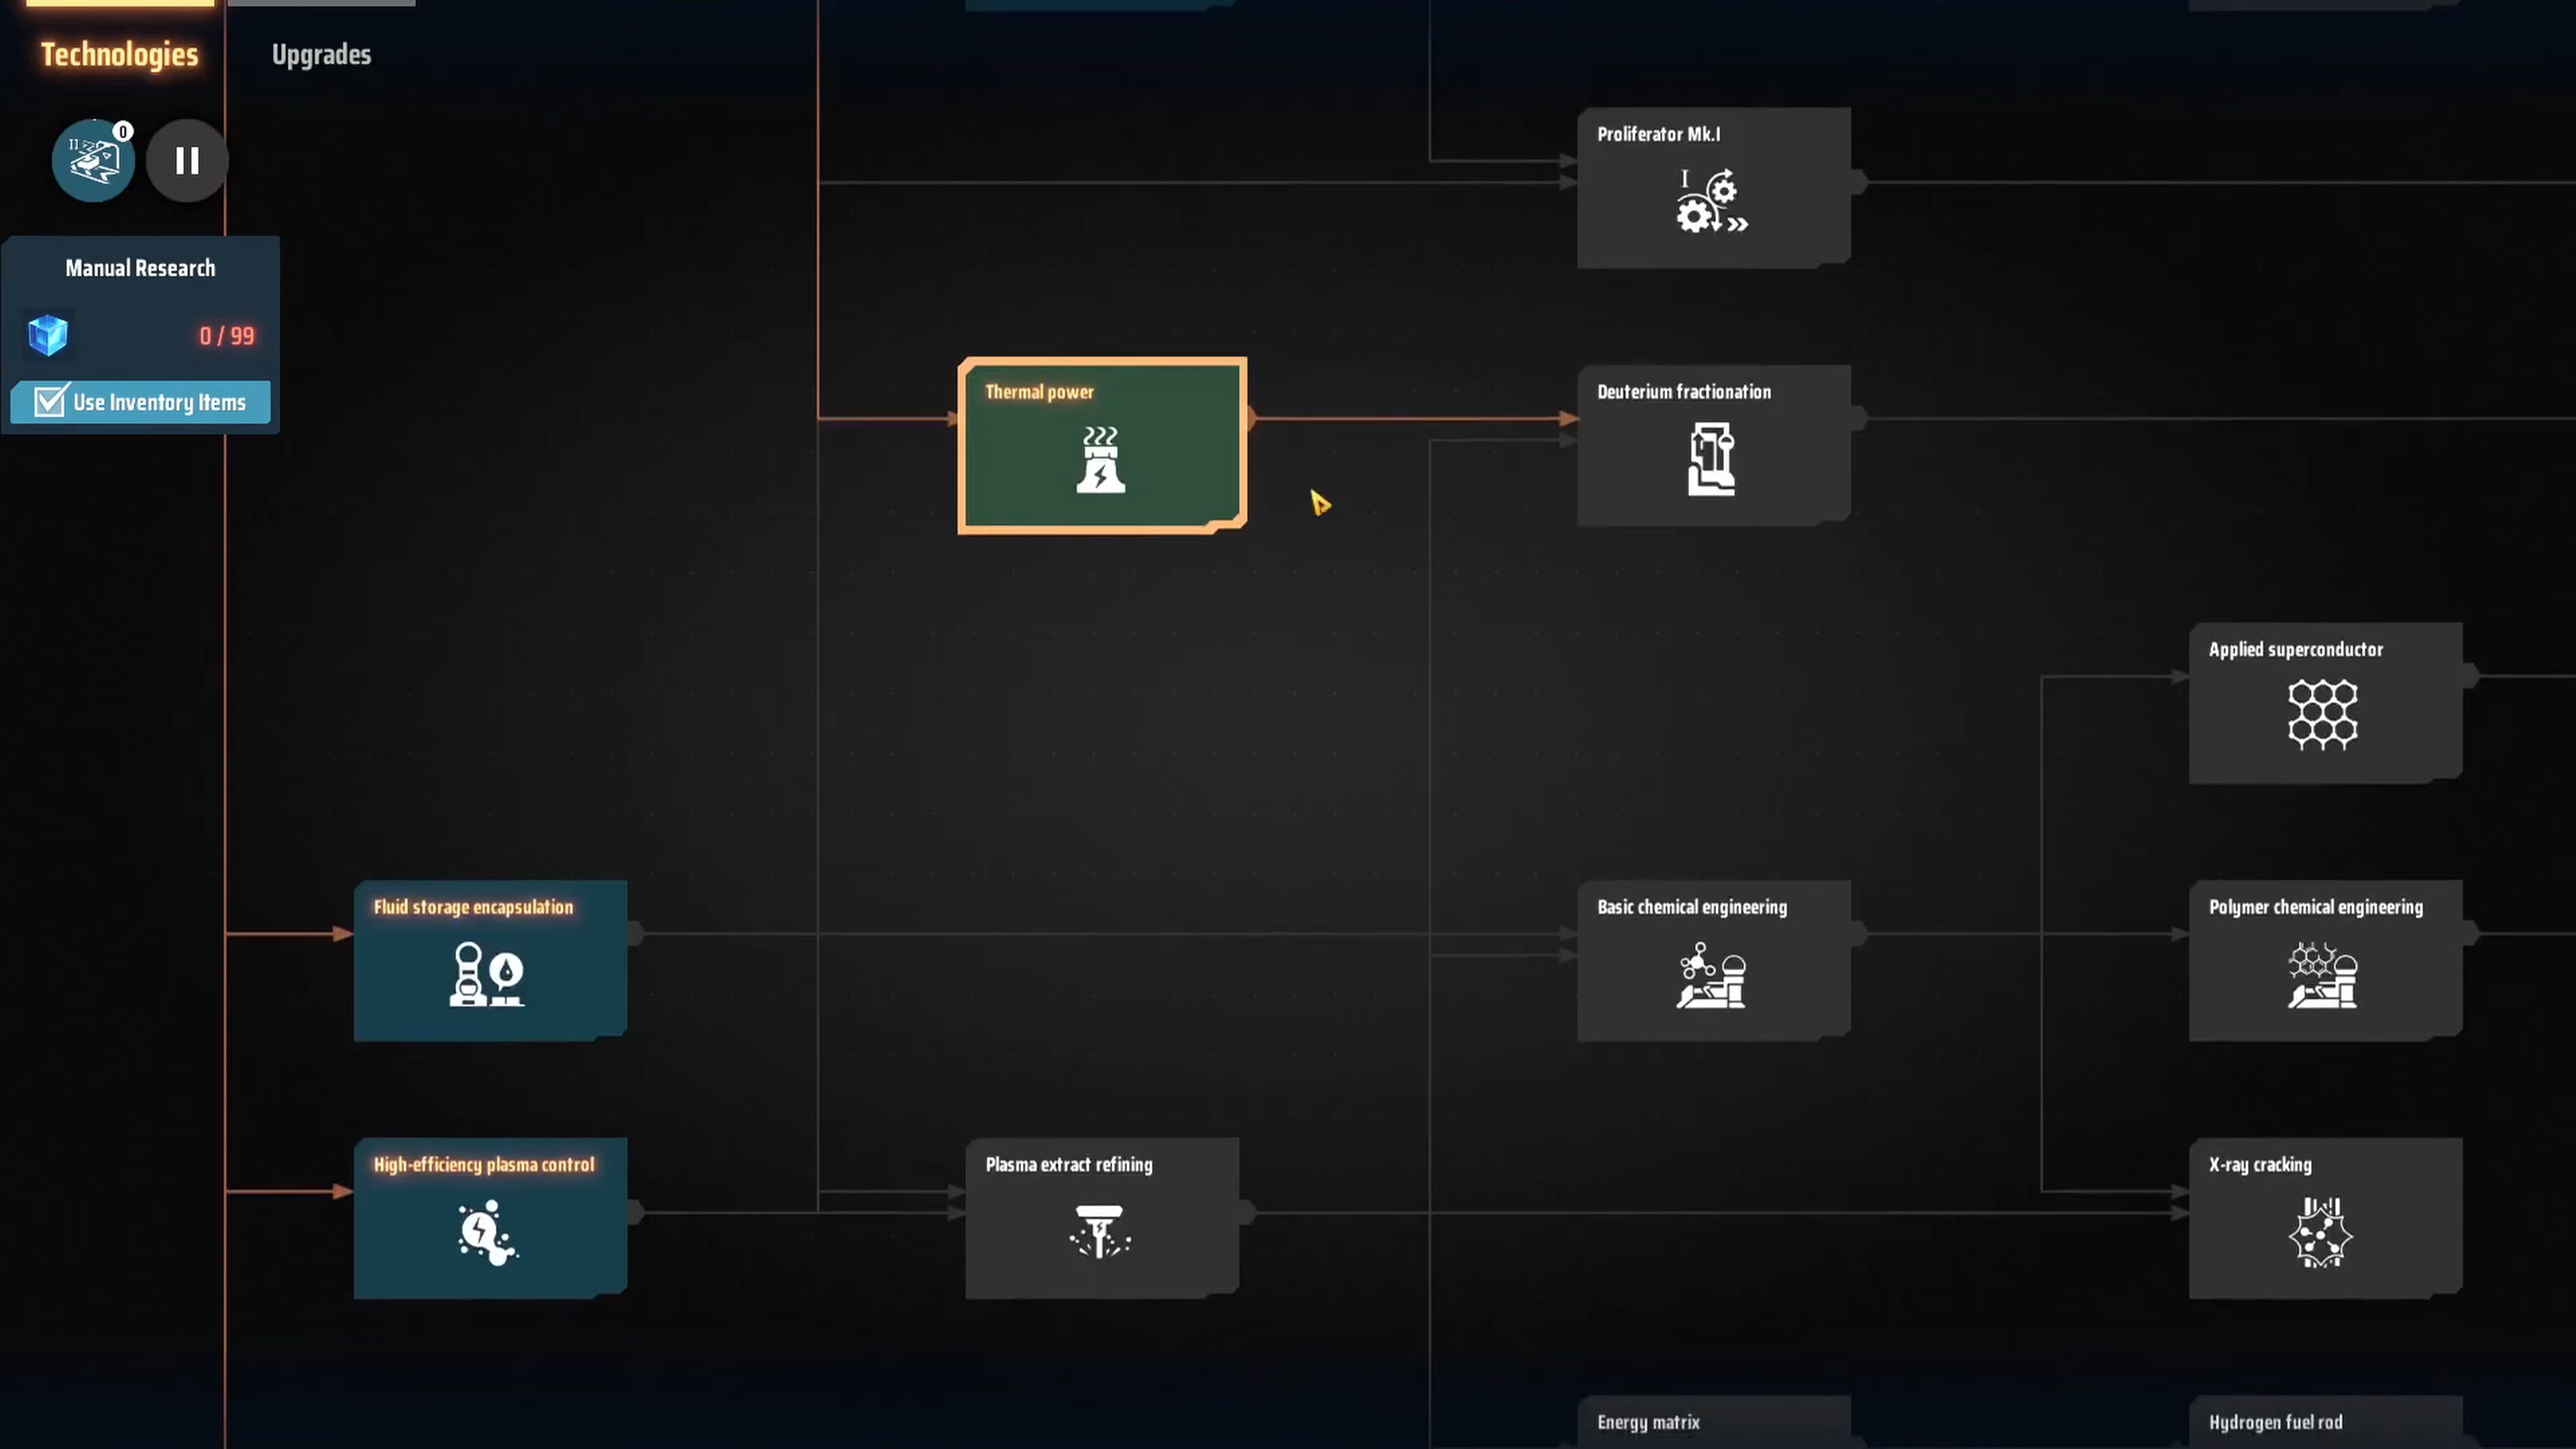 Technologies
Upgrades
0
Manual Research
0 / 99
Use Inventory Items
Proliferator Mk.I
I
Thermal power
Deuterium fractionation
Applied superconductor
Fluid storage encapsulation
Basic chemical engineering
Polymer chemical engineering
High-efficiency plasma control
Plasma extract refining
X-ray cracking
Energy matrix
Hydrogen fuel rod